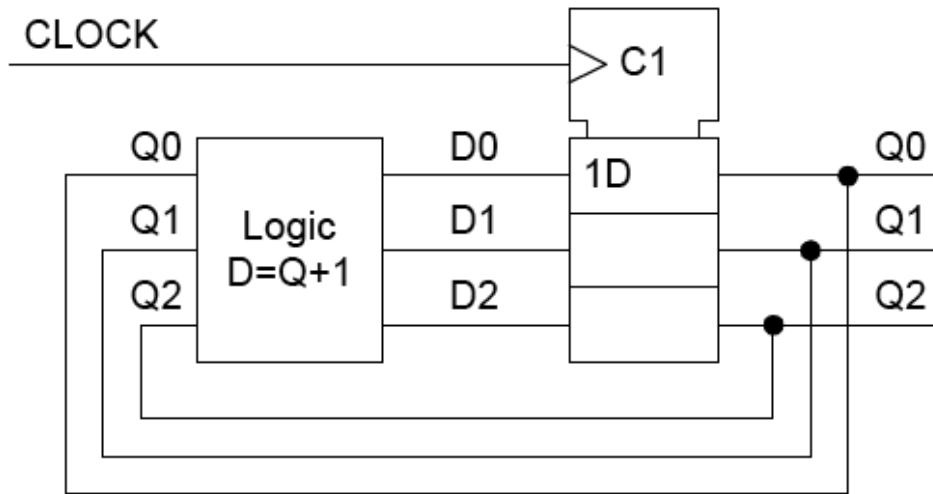 CLOCK
C1
Q0 D0 1D Q0
Q1 Logic D1 Q1
D=Q+1
Q2 D2 Q2